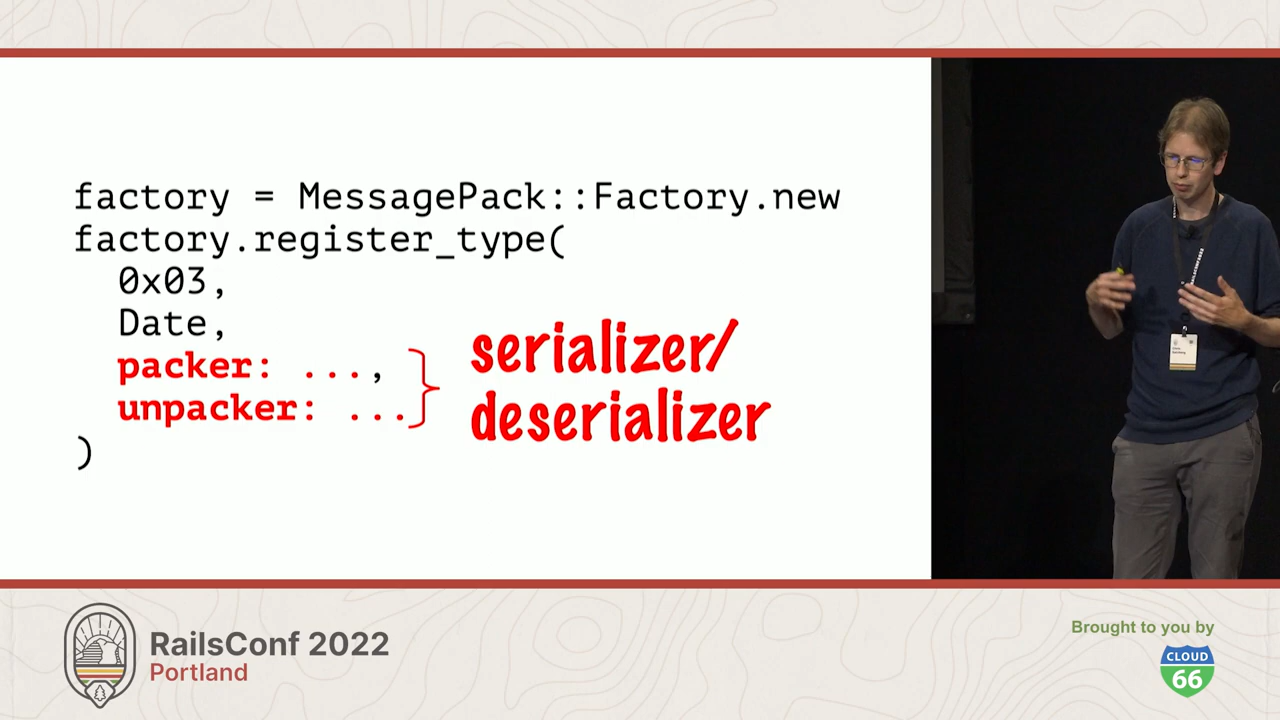 factory = MessagePack::Factory.new
factory.register_type(
0x03,
Date,
packer: ...,
unpacker: ...
)
serializer/
deserializer
RailsConf 2022
Portland
Brought to you by
CLOUD
66